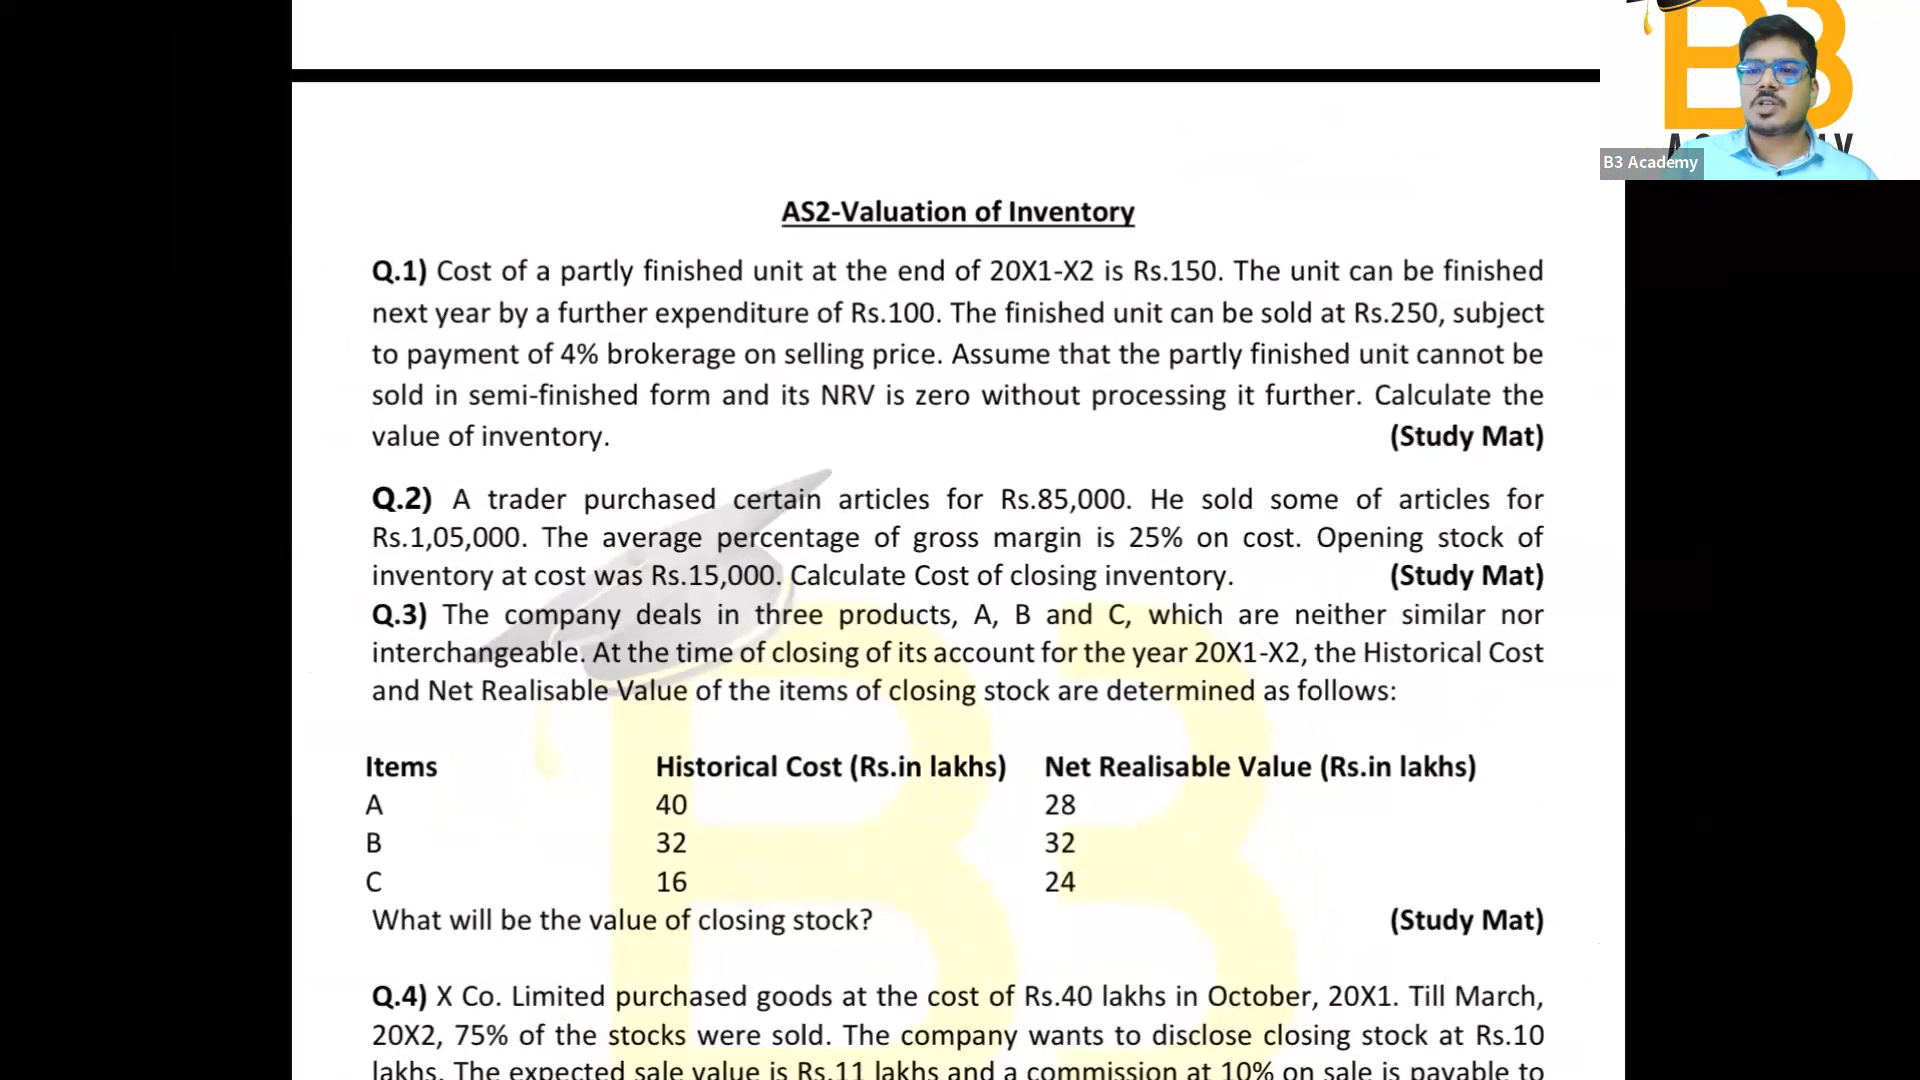 B3 Academy
AS2-Valuation of Inventory
Q.1) Cost of a partly finished unit at the end of 20X1-X2 is Rs.150. The unit can be finished
next year by a further expenditure of Rs.100. The finished unit can be sold at Rs.250, subject
to payment of 4% brokerage on selling price. Assume that the partly finished unit cannot be
sold in semi-finished form and its NRV is zero without processing it further. Calculate the
value of inventory. (Study Mat)
Q.2) A trader purchased certain articles for Rs.85,000. He sold some of articles for
Rs.1,05,000. The average percentage of gross margin is 25% on cost. Opening stock of
inventory at cost was Rs.15,000. Calculate Cost of closing inventory. (Study Mat)
Q.3) The company deals in three products, A, B and C, which are neither similar nor
interchangeable. At the time of closing of its account for the year 20X1-X2, the Historical Cost
and Net Realisable Value of the items of closing stock are determined as follows:
Items Historical Cost (Rs.in lakhs) Net Realisable Value (Rs.in lakhs)
A 40 28
B 32 32
C 16 24
What will be the value of closing stock? (Study Mat)
Q.4) X Co. Limited purchased goods at the cost of Rs.40 lakhs in October, 20X1. Till March,
20X2, 75% of the stocks were sold. The company wants to disclose closing stock at Rs.10
lakhs. The expected sale value is Rs.11 lakhs and a commission at 10% on sale is payable to
B3